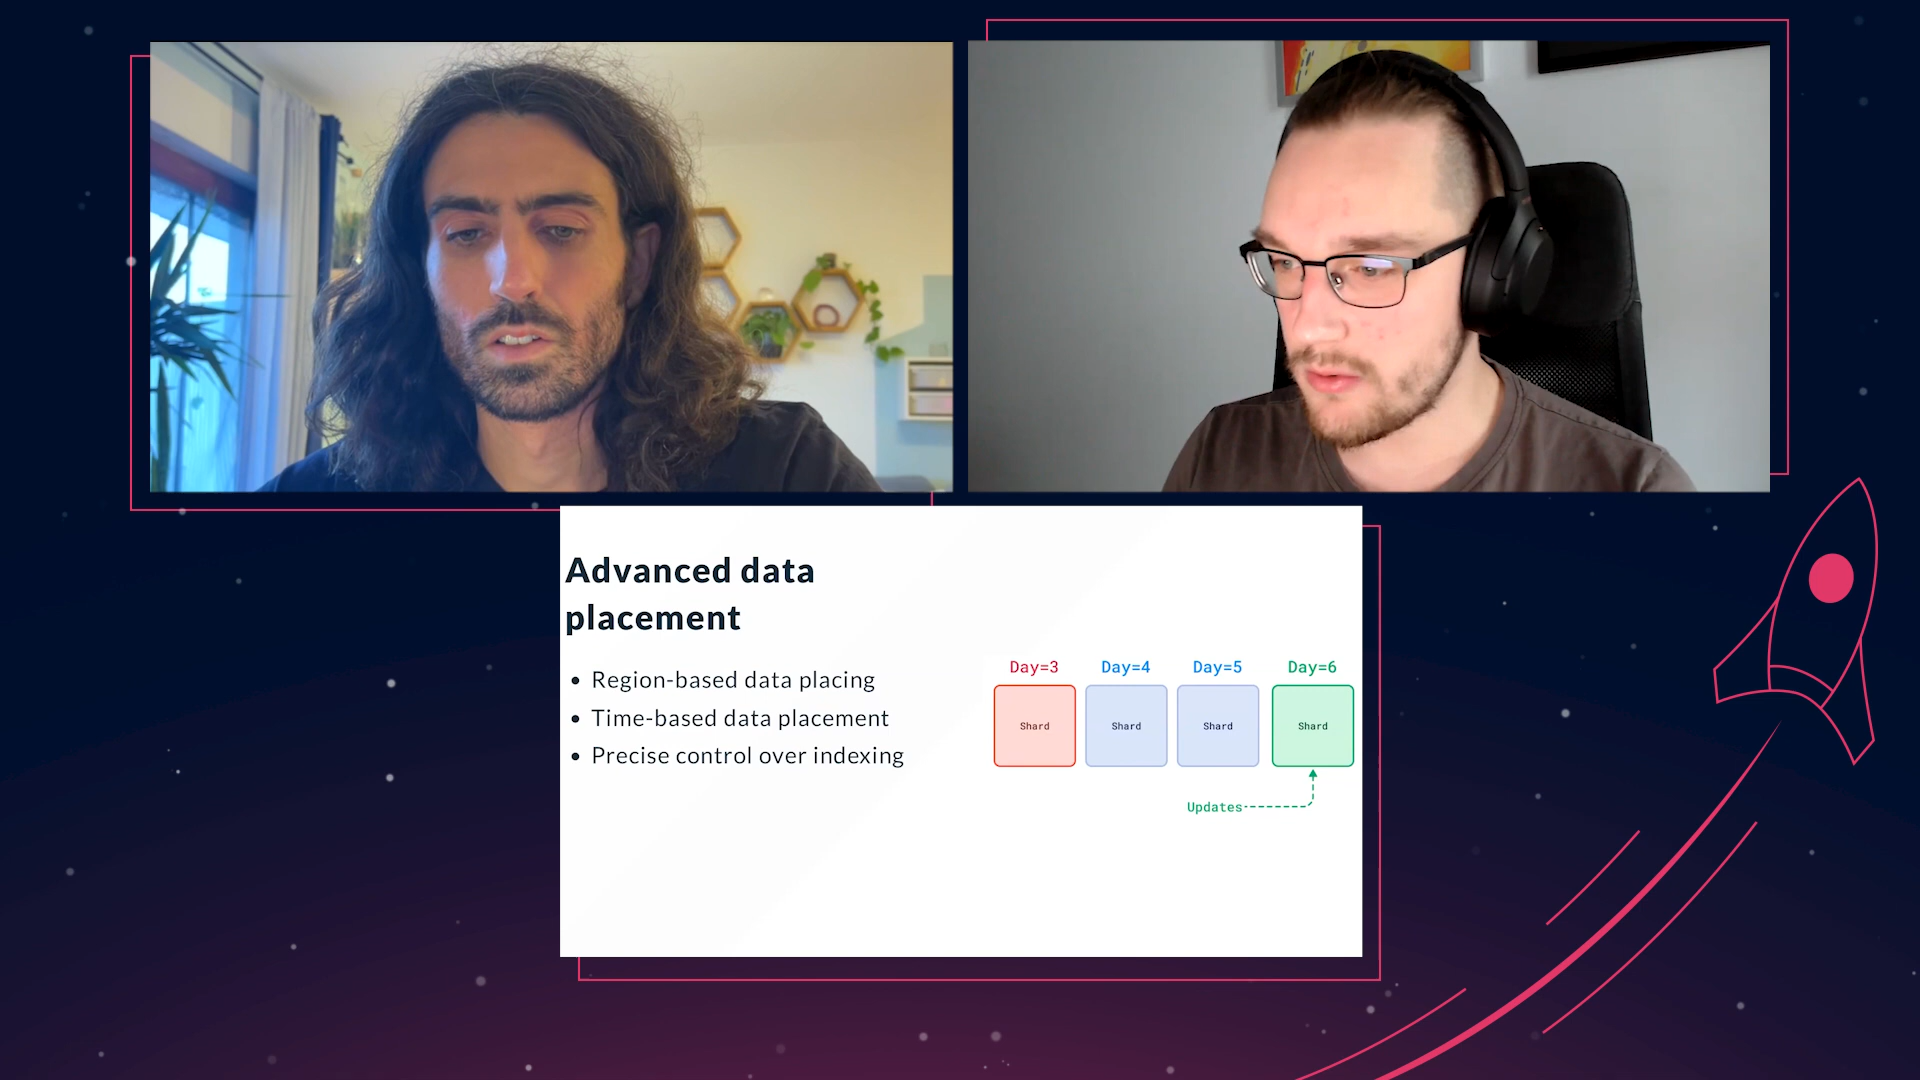 Advanced data
placement
• Region-based data placing
• Time-based data placement
• Precise control over indexing
Day=3 Day=4 Day=5 Day=6
Shard Shard Shard Shard
Updates